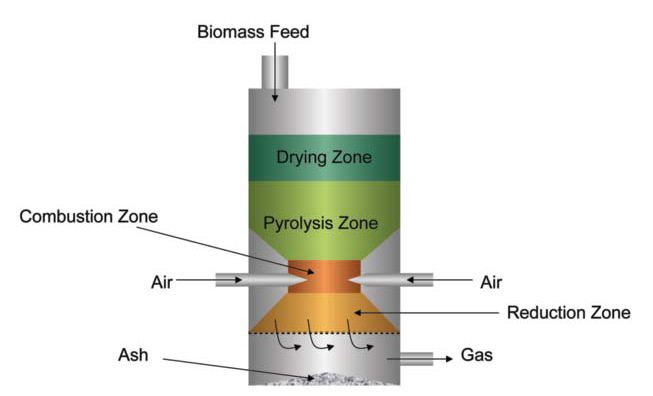 Biomass Feed
Drying Zone
Combustion Zone
Pyrolysis Zone
Air
Air
Reduction Zone
Ash
Gas